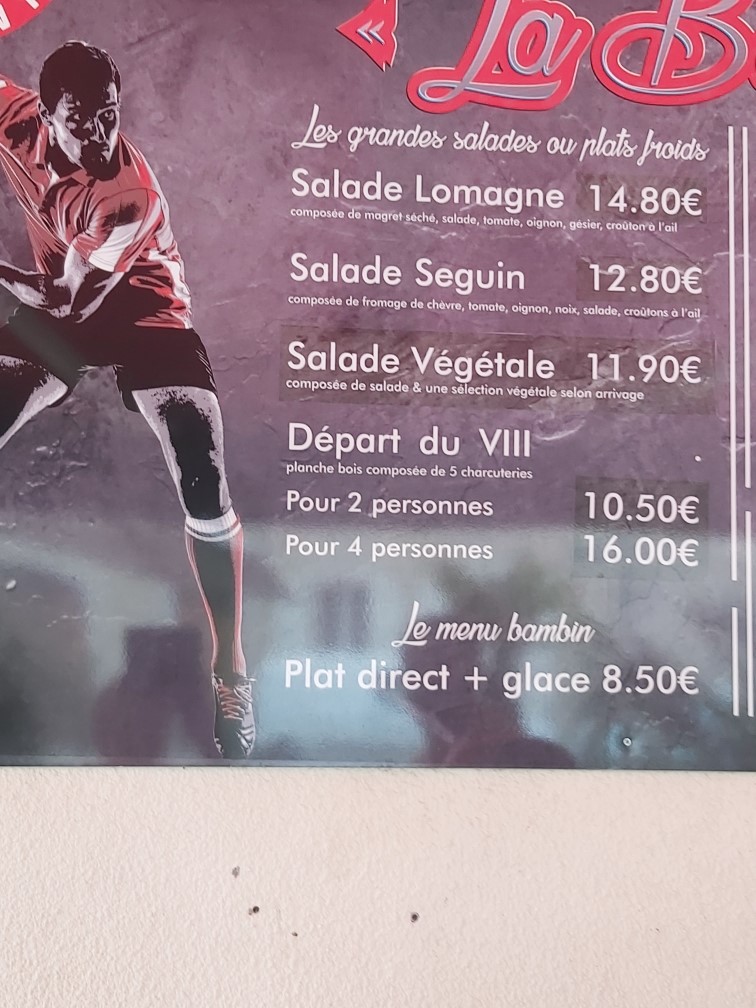 La B
Les grandes salades ou plats froids
Salade Lomagne 14.80€
composée de magret séché, salade, tomate, oignon, gésier, croûton à l'ail
Salade Seguin 12.80€
composée de fromage de chèvre, tomate, oignon, noix, salade, croûtons à l'ail
Salade Végétale 11.90€
composée de salade & une sélection végétale selon arrivage
Départ du VIII
planche bois composée de 5 charcuteries
Pour 2 personnes 10.50€
Pour 4 personnes 16.00€
Le menu bambin
Plat direct + glace 8.50€